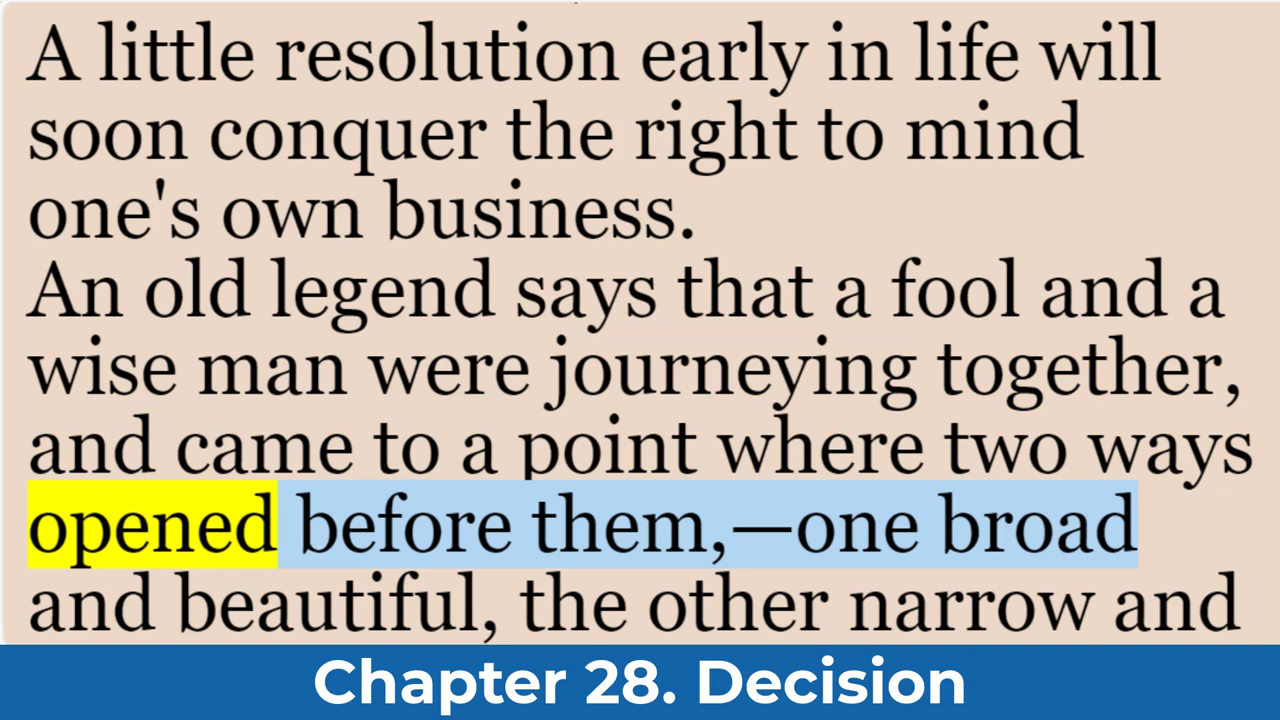 A little resolution early in life will
soon conquer the right to mind
one's own business.
An old legend says that a fool and a
wise man were journeying together,
and came to a point where two ways
opened before them,—one broad
and beautiful, the other narrow and
Chapter 28. Decision